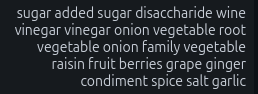 sugar added sugar disaccharide wine
vinegar vinegar onion vegetable root
vegetable onion family vegetable
raisin fruit berries grape ginger
condiment spice salt garlic